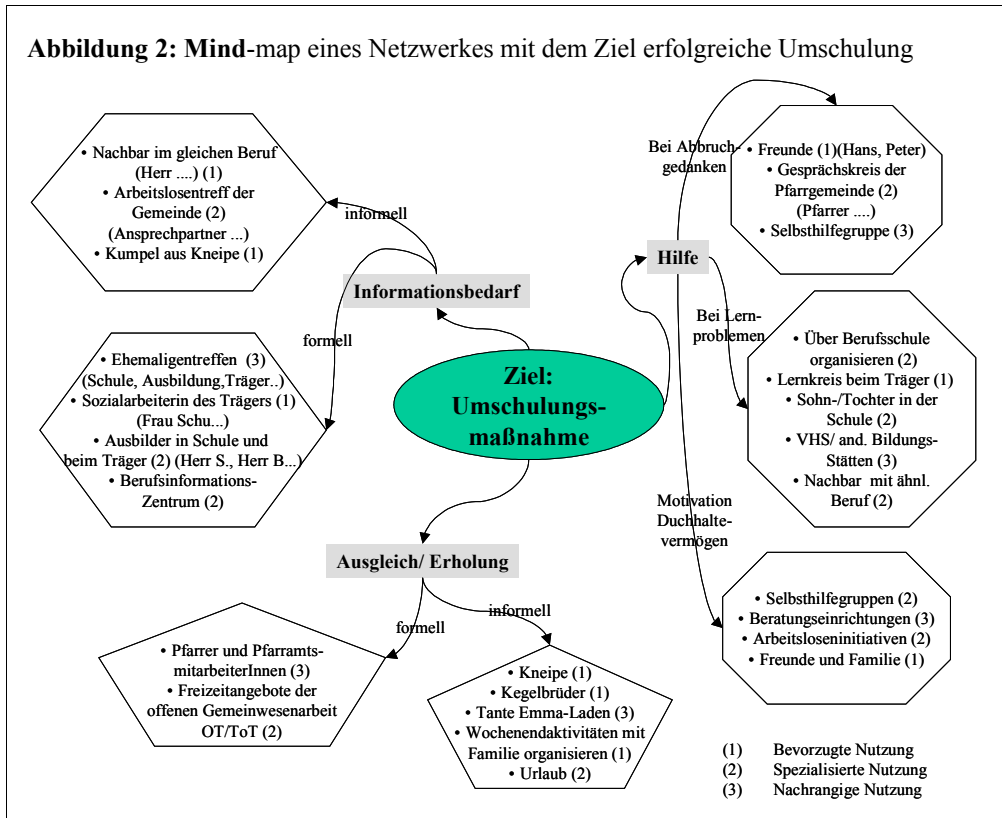 Abbildung 2: Mind-map eines Netzwerkes mit dem Ziel erfolgreiche Umschulung
• Nachbar im gleichen Beruf
(Herr ....) (1)
• Arbeitslosentreff der
Gemeinde (2)
(Ansprechpartner ...)
• Kumpel aus Kneipe (1)
informell
Informationsbedarf
formell
• Ehemaligentreffen (3)
(Schule, Ausbildung,Träger..)
• Sozialarbeiterin des Trägers (1)
(Frau Schu...)
• Ausbilder in Schule und
beim Träger (2) (Herr S., Herr B...)
• Berufsinformations-
Zentrum (2)
Ziel:
Umschulungs-
maßnahme
Hilfe
Bei Abbruch-
gedanken
• Freunde (1)(Hans, Peter)
• Gesprächskreis der
Pfarrgemeinde (2)
(Pfarrer ....)
• Selbsthilfegruppe (3)
Bei Lern-
problemen
• Über Berufsschule
organisieren (2)
• Lernkreis beim Träger (1)
• Sohn-/Tochter in der
Schule (2)
• VHS/ and. Bildungs-
Stätten (3)
• Nachbar mit ähnl.
Beruf (2)
Motivation
Duchhalte-
vermögen
• Selbsthilfegruppen (2)
• Beratungseinrichtungen (3)
• Arbeitsloseninitiativen (2)
• Freunde und Familie (1)
Ausgleich/ Erholung
formell
informell
• Pfarrer und Pfarramts-
mitarbeiterInnen
(3)
• Freizeitangebote der
offenen Gemeinwesenarbeit
OT/ToT (2)
• Kneipe (1)
• Kegelbrüder (1)
• Tante Emma-Laden (3)
• Wochenendaktivitäten mit
Familie organisieren (1)
• Urlaub (2)
(1) Bevorzugte Nutzung
(2) Spezialisierte Nutzung
(3) Nachrangige Nutzung